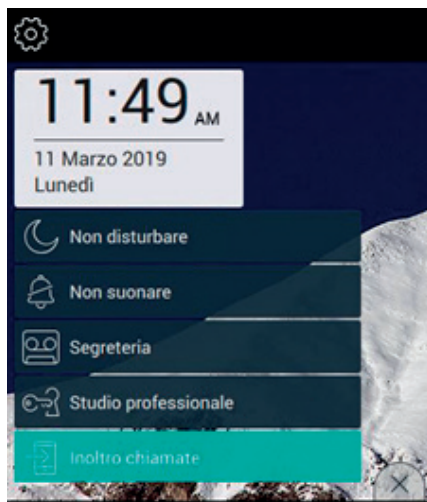 11:49 AM
11 Marzo 2019
Lunedì
Non disturbare
Non suonare
Segreteria
Studio professionale
Inoltro chiamate